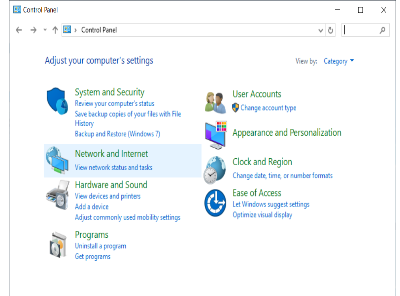 Control Panel
Control Panel
Adjust your computer's settings
View by: Category
System and Security
Review your computer's status
Save backup copies of your files with File
History
Backup and Restore (Windows 7)
Network and Internet
View network status and tasks
Hardware and Sound
View devices and printers
Add a device
Adjust commonly used mobility settings
Programs
Uninstall a program
Get programs
User Accounts
Change account type
Appearance and Personalization
Clock and Region
Change date, time, or number formats
Ease of Access
Let Windows suggest settings
Optimize visual display